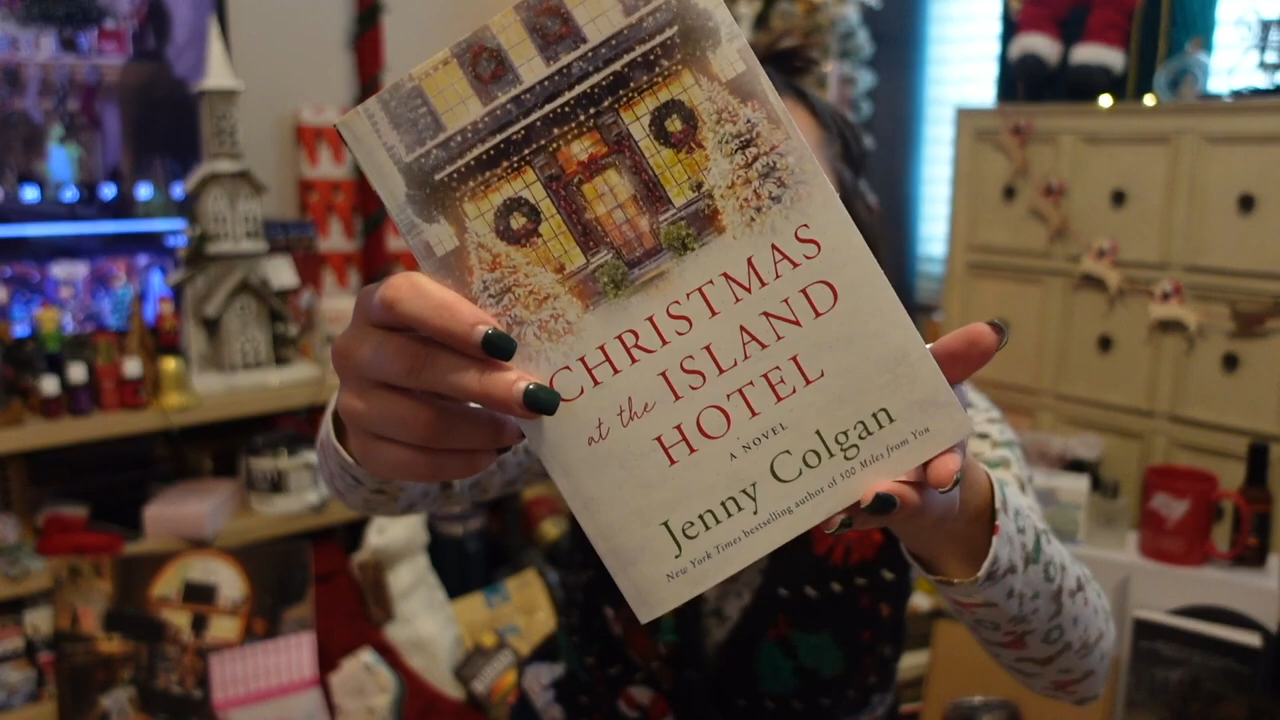 CHRISTMAS
at the ISLAND
HOTEL
A NOVEL
Jenny Colgan
New York Times bestselling author of 500 Miles from You